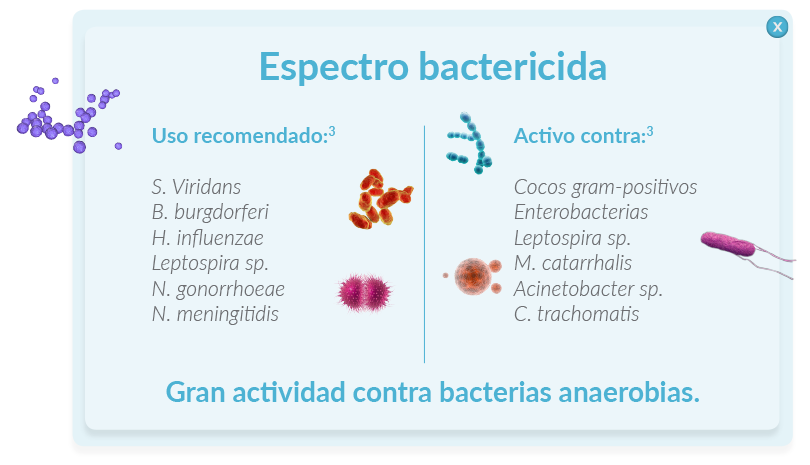 X
Espectro bactericida
Uso recomendado:3
S. Viridans
B. burgdorferi
H. influenzae
Leptospira sp.
N. gonorrhoeae
N. meningitidis
Activo contra:3
Cocos gram-positivos
Enterobacterias
Leptospira sp.
M. catarrhalis
Acinetobacter sp.
C. trachomatis
Gran actividad contra bacterias anaerobias.